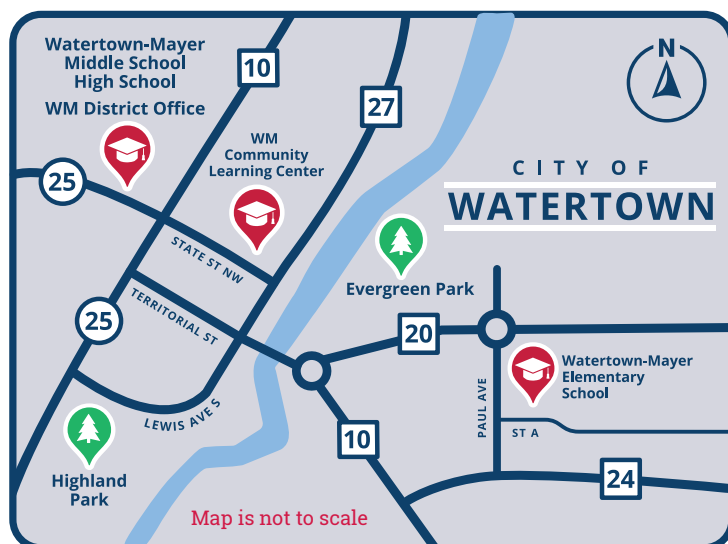 Watertown-Mayer
Middle School
High School
WM District Office
10
27
N
WM
Community
Learning Center
25
CITY OF
WATERTOWN
STATE ST NW
Evergreen Park
TERRITORIAL ST
25
20
Watertown-Mayer
Elementary
School
PAUL AVE
LEWIS AVE S
ST A
10
Highland
Park
24
Map is not to scale